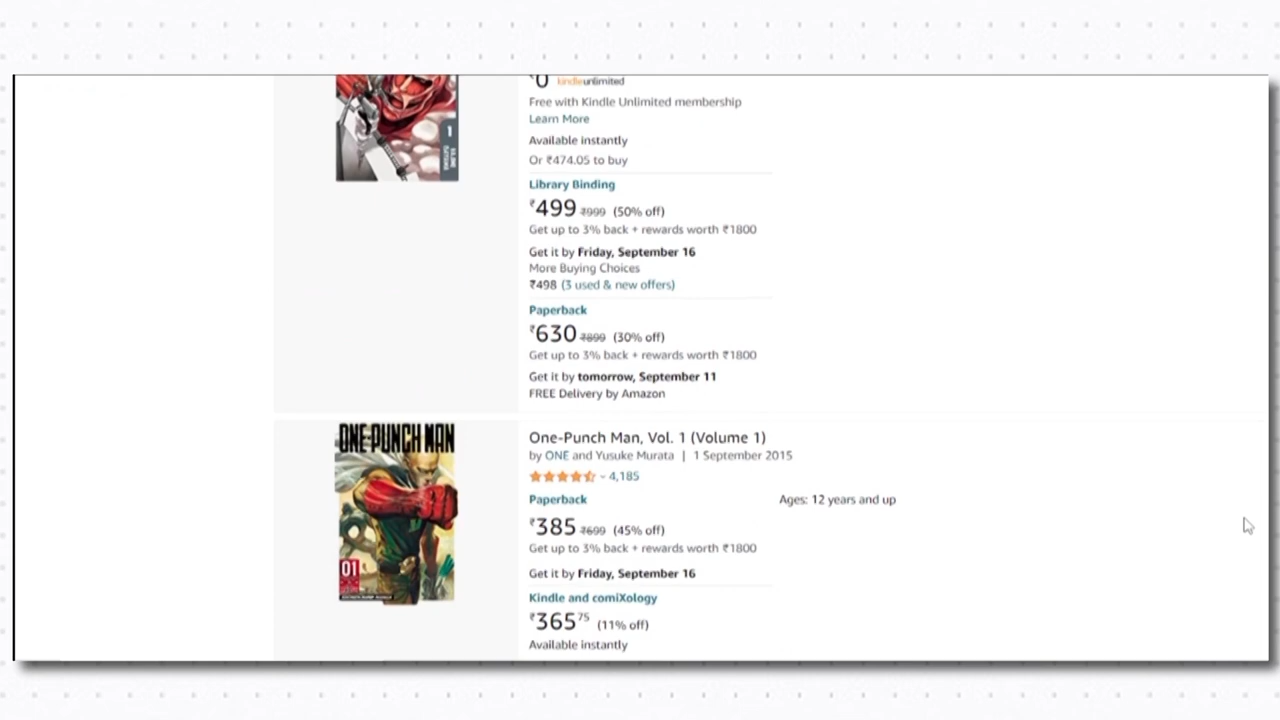 ₹0 kindleunlimited
Free with Kindle Unlimited membership
Learn More
Available instantly
Or ₹474.05 to buy
Library Binding
₹499 ₹999 (50% off)
Get up to 3% back + rewards worth ₹1800
Get it by Friday, September 16
More Buying Choices
₹498 (3 used & new offers)
Paperback
₹630 ₹899 (30% off)
Get up to 3% back + rewards worth ₹1800
Get it by tomorrow, September 11
FREE Delivery by Amazon
ONE-PUNCH MAN
01
One-Punch Man, Vol. 1 (Volume 1)
by ONE and Yusuke Murata | 1 September 2015
4,185
Paperback Ages: 12 years and up
₹385 ₹699 (45% off)
Get up to 3% back + rewards worth ₹1800
Get it by Friday, September 16
Kindle and comiXology
₹365 75 (11% off)
Available instantly